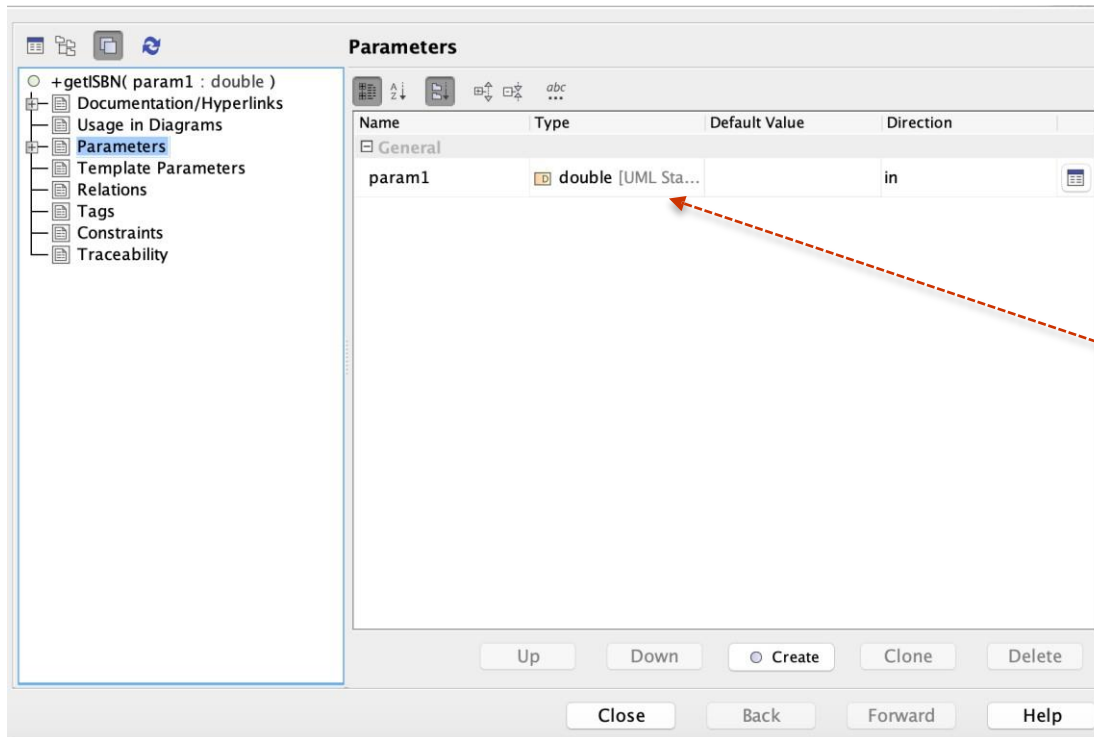 Parameters
+getISBN( param1 : double )
Documentation/Hyperlinks
Usage in Diagrams
Parameters
Template Parameters
Relations
Tags
Constraints
Traceability
A
Z
abc
Name Type Default Value Direction
General
param1 D double [UML Sta... in
Up Down Create Clone Delete
Close Back Forward Help